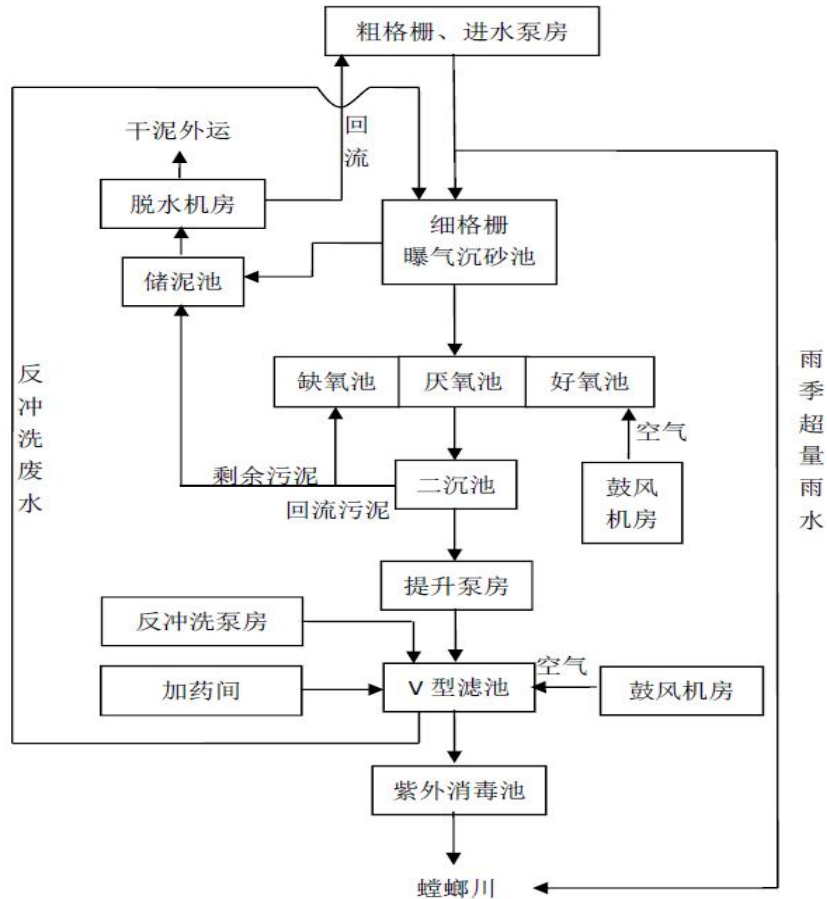 粗格栅、进水泵房
回流
干泥外运
脱水机房
细格栅
曝气沉砂池
储泥池
反冲洗废水
雨季超量雨水
缺氧池
厌氧池
好氧池
空气
剩余污泥
二沉池
回流污泥
鼓风
机房
提升泵房
反冲洗泵房
空气
加药间
V 型滤池
鼓风机房
紫外消毒池
螳螂川